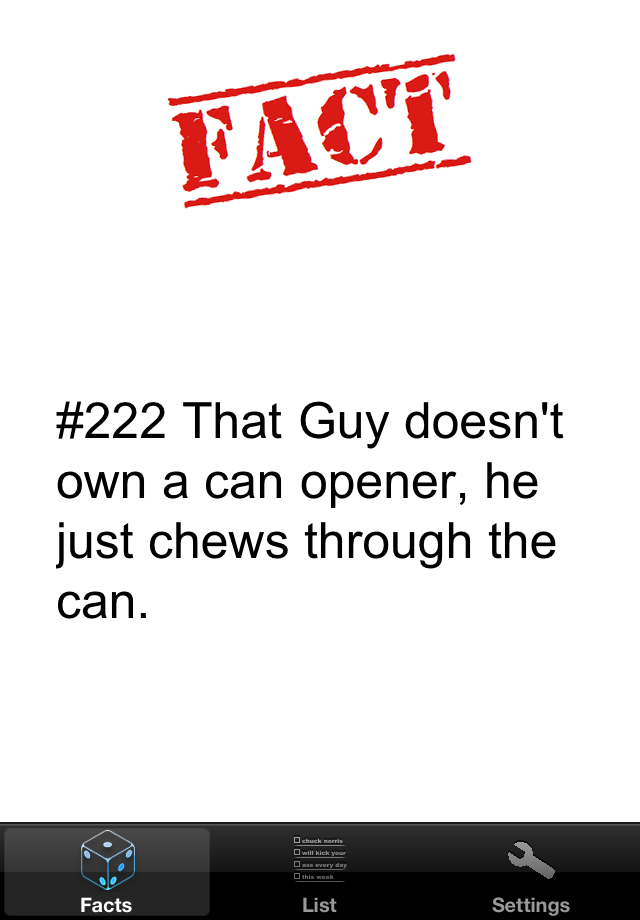 FACT
#222 That Guy doesn't
own a can opener, he
just chews through the
can.
chuck norris
will kick your
ass every day
this week
Facts
List
Settings